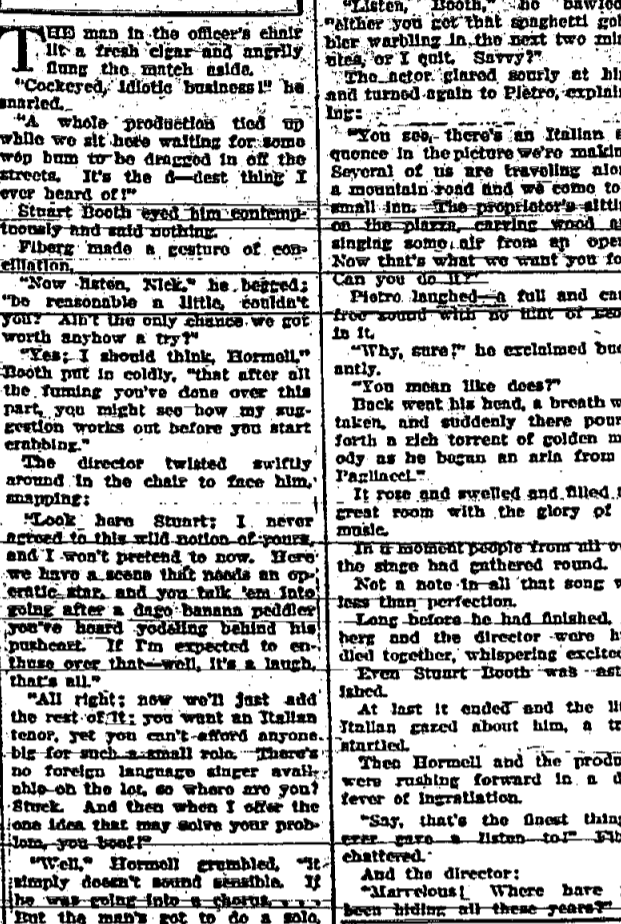 THE man in the officer's chair
lit a fresh cigar and angrily
flung the match aside.
"Cockeyed, idiotic business!" he
snarled.
"A whole production tied up
while we sit here waiting for some
wop bum to be dragged in off the
streets. It's the d—dest thing I
ever heard of!"
Stuart Booth eyed him contemp-
tuously and said nothing.
Fiberg made a gesture of con-
ciliation.
"Now listen, Nick," he begged;
"be reasonable a little, couldn't
you? Ain't the only chance we got
worth anyhow a try?"
"Yes; I should think, Hormell,"
Booth put in coldly, "that after all
the fuming you've done over this
part, you might see how my sug-
gestion works out before you start
crabbing."
The director twisted swiftly
around in the chair to face him,
snapping:
"Look here Stuart; I never
agreed to this wild notion of yours,
and I won't pretend to now. Here
we have a scene that needs an op-
eratic star, and you talk 'em into
going after a dago banana peddler
you've heard yodeling behind his
pushcart. If I'm expected to en-
thuse over that—well, it's a laugh,
that's all."
"All right; now we'll just add
the rest of it: you want an Italian
tenor, yet you can't afford anyone
big for such a small role. There's
no foreign language singer avail-
able on the lot, so where are you?
Stuck. And then when I offer the
one idea that may solve your prob-
lem, you beef!"
"Well," Hormell grumbled, "it
simply doesn't sound sensible. If
he was going into a chorus . . .
But the man's got to do a solo.
"Listen, Booth," he bawled
"either you get that spaghetti gob
bler warbling in the next two min
utes, or I quit. Savvy?"
The actor glared sourly at hi
and turned again to Pietro, explain
ing:
"You see, there's an Italian s
quence in the picture we're makin
Several of us are traveling alon
a mountain road and we come to
small inn. The proprietor's sittin
on the piazza, carving wood a
singing some air from an oper
Now that's what we want you fo
Can you do it?"
Pietro laughed—a full and car
free sound with no hint of
in it.
"Why, sure!" he exclaimed buo
antly.
"You mean like does?"
Back went his head, a breath w
taken, and suddenly there pour
forth a rich torrent of golden m
ody as he began an aria from
Pagliacci."
It rose and swelled and filled t
great room with the glory of
music.
In a moment people from all ov
the stage had gathered round.
Not a note in all that song w
less than perfection.
Long before he had finished,
berg and the director were h
dled together, whispering excited
Even Stuart Booth was ast
ished.
At last it ended and the lit
Italian gazed about him, a tr
startled.
Then Hormell and the produ
were rushing forward in a d
fever of ingratiation.
"Say, that's the finest thing
ever gave a listen to!" Fib
chattered.
And the director:
"Marvelous! Where have
been hiding all these years?"